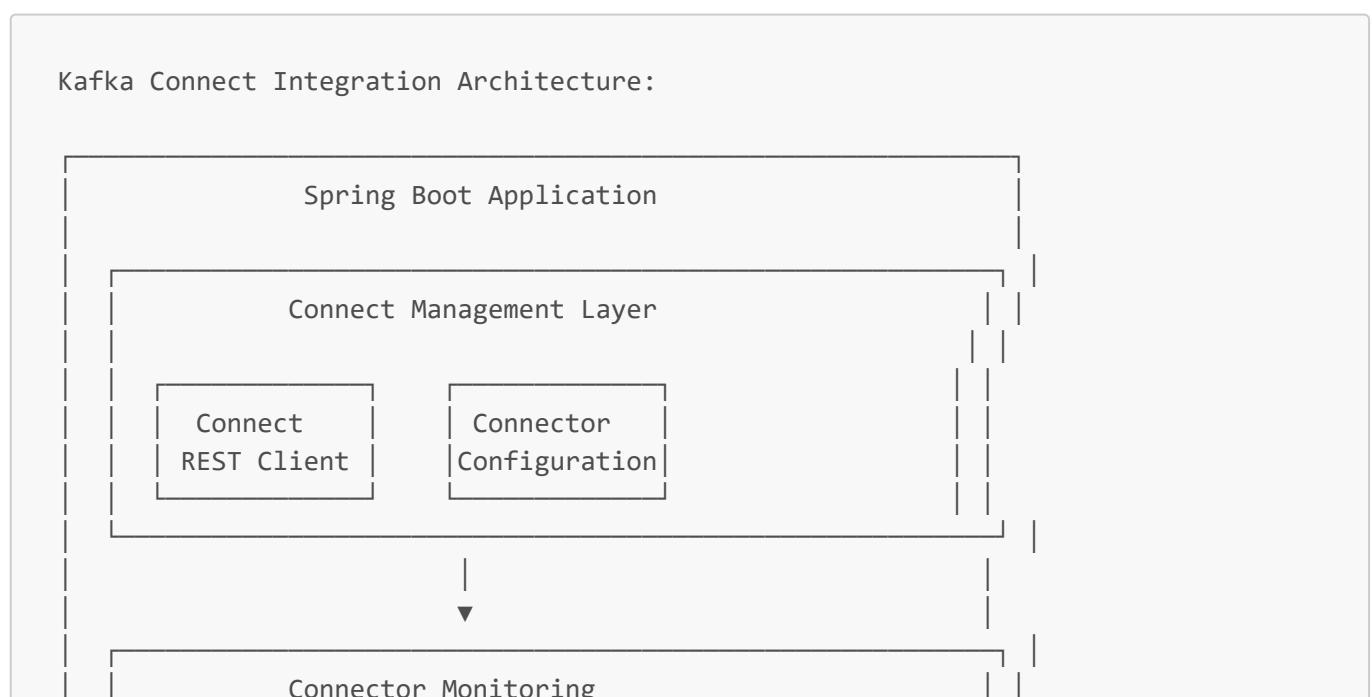 Kafka Connect Integration Architecture:
Spring Boot Application
Connect Management Layer
Connect Connector
REST Client Configuration
▼
Connector Monitoring